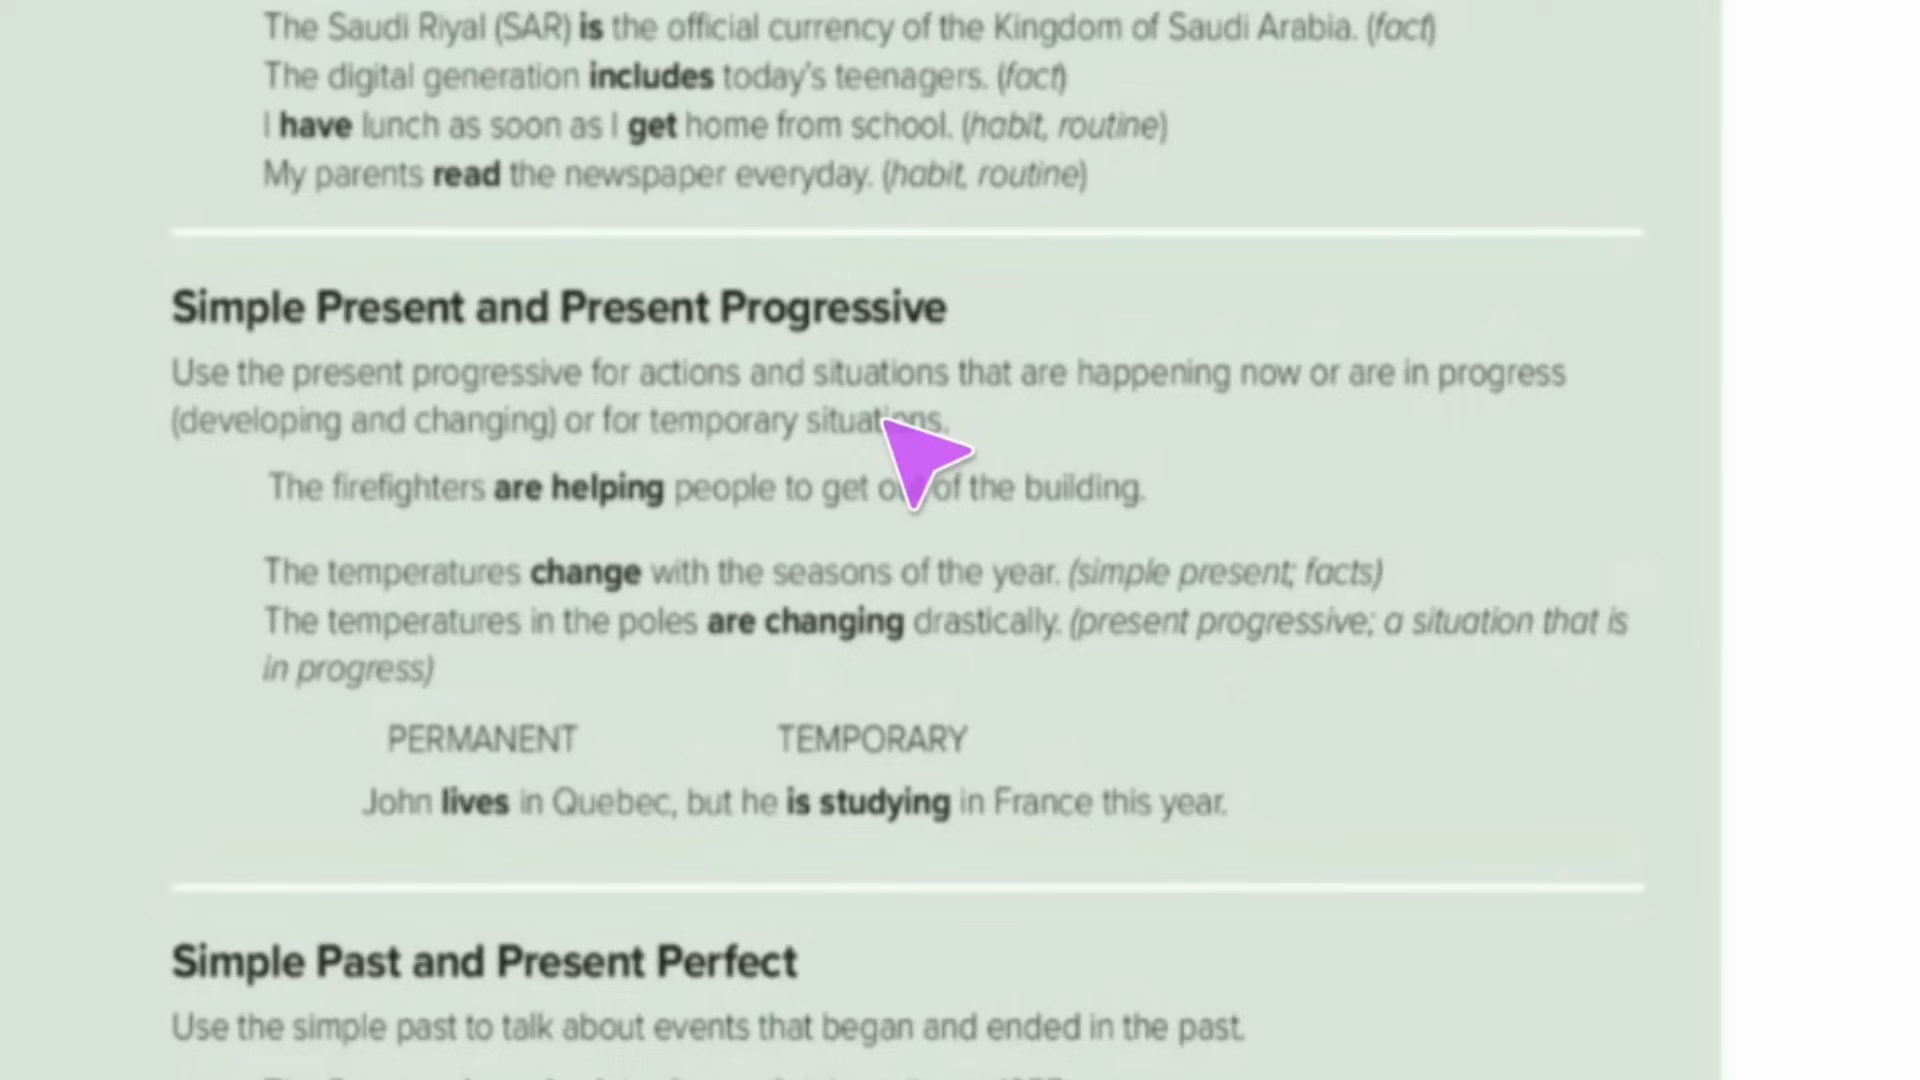 The Saudi Riyal (SAR) is the official currency of the Kingdom of Saudi Arabia. (fact)
The digital generation includes today's teenagers. (fact)
I have lunch as soon as I get home from school. (habit, routine)
My parents read the newspaper everyday. (habit, routine)
Simple Present and Present Progressive
Use the present progressive for actions and situations that are happening now or are in progress
(developing and changing) or for temporary situations.
The firefighters are helping people to get out of the building.
The temperatures change with the seasons of the year. (simple present; facts)
The temperatures in the poles are changing drastically. (present progressive; a situation that is
in progress)
PERMANENT TEMPORARY
John lives in Quebec, but he is studying in France this year.
Simple Past and Present Perfect
Use the simple past to talk about events that began and ended in the past.